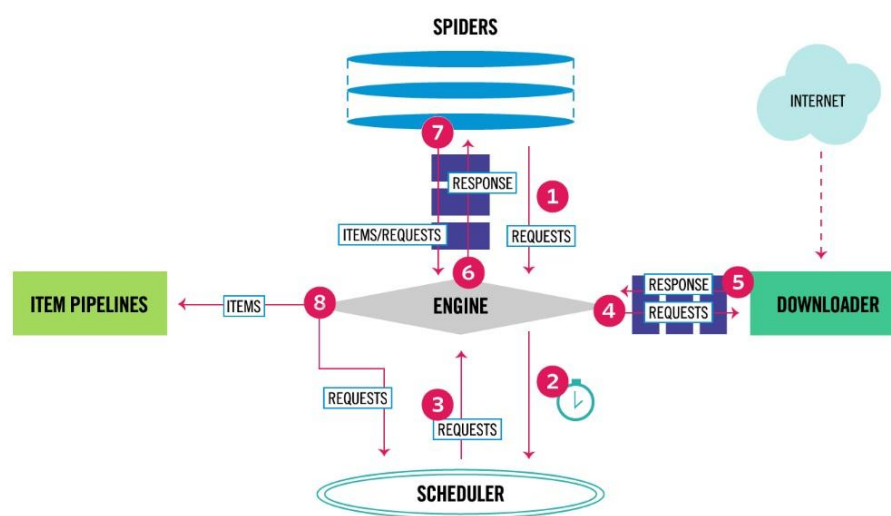 SPIDERS
INTERNET
7
RESPONSE
1
ITEMS/REQUESTS
REQUESTS
6
RESPONSE
5
ITEM PIPELINES
ITEMS
8
ENGINE
4
REQUESTS
DOWNLOADER
2
REQUESTS
3
REQUESTS
SCHEDULER